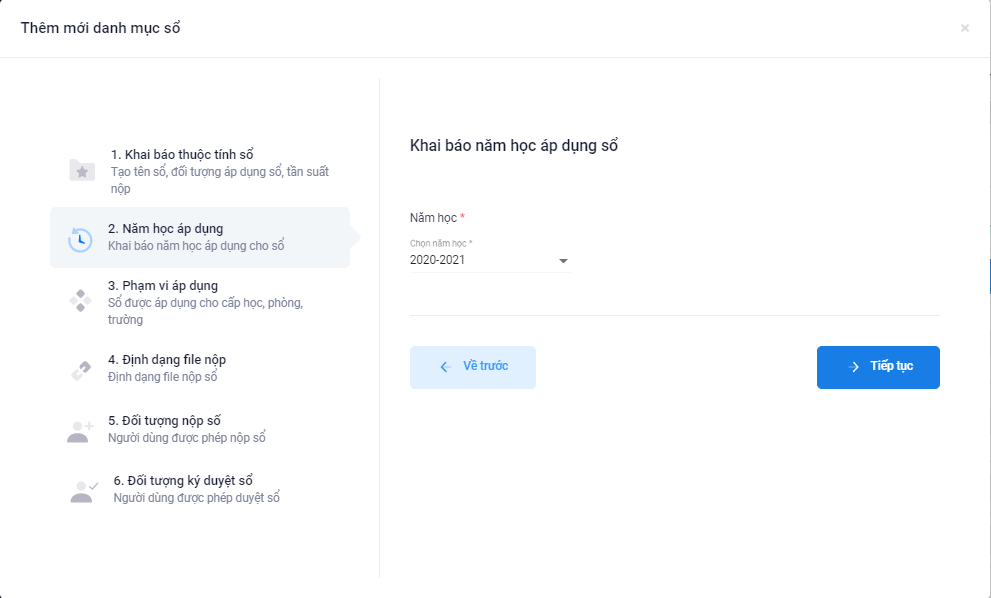 Thêm mới danh mục sổ
×
1. Khai báo thuộc tính sổ
Tạo tên sổ, đối tượng áp dụng sổ, tần suất
nộp
2. Năm học áp dụng
Khai báo năm học áp dụng cho sổ
3. Phạm vi áp dụng
Sổ được áp dụng cho cấp học, phòng,
trường
4. Định dạng file nộp
Định dạng file nộp sổ
5. Đối tượng nộp sổ
Người dùng được phép nộp sổ
6. Đối tượng ký duyệt sổ
Người dùng được phép duyệt sổ
Khai báo năm học áp dụng sổ
Năm học *
Chọn năm học *
2020-2021
Về trước
Tiếp tục